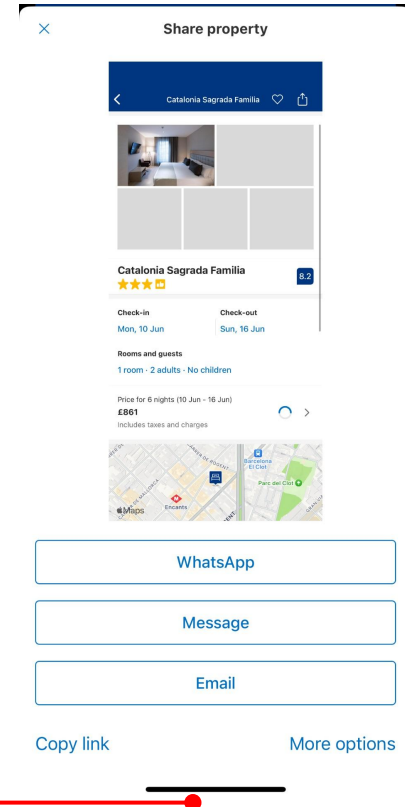 Share property
Catalonia Sagrada Familia
Catalonia Sagrada Familia
8.2
Check-in
Check-out
Mon, 10 Jun
Sun, 16 Jun
Rooms and guests
1 room · 2 adults · No children
Price for 6 nights (10 Jun - 16 Jun)
£861
Includes taxes and charges
Barcelona
El Clot
Parc del Clot
Encants
Maps
WhatsApp
Message
Email
Copy link
More options